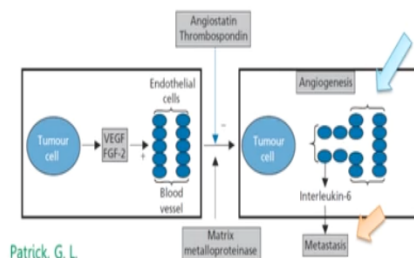 Angiostatin
Thrombospondin
Endothelial
cells
Tumour
cell
VEGF
FGF-2
+
Blood
vessel
–
Matrix
metalloproteinase
Angiogenesis
Tumour
cell
Interleukin-6
Metastasis
Patrick, G. L.